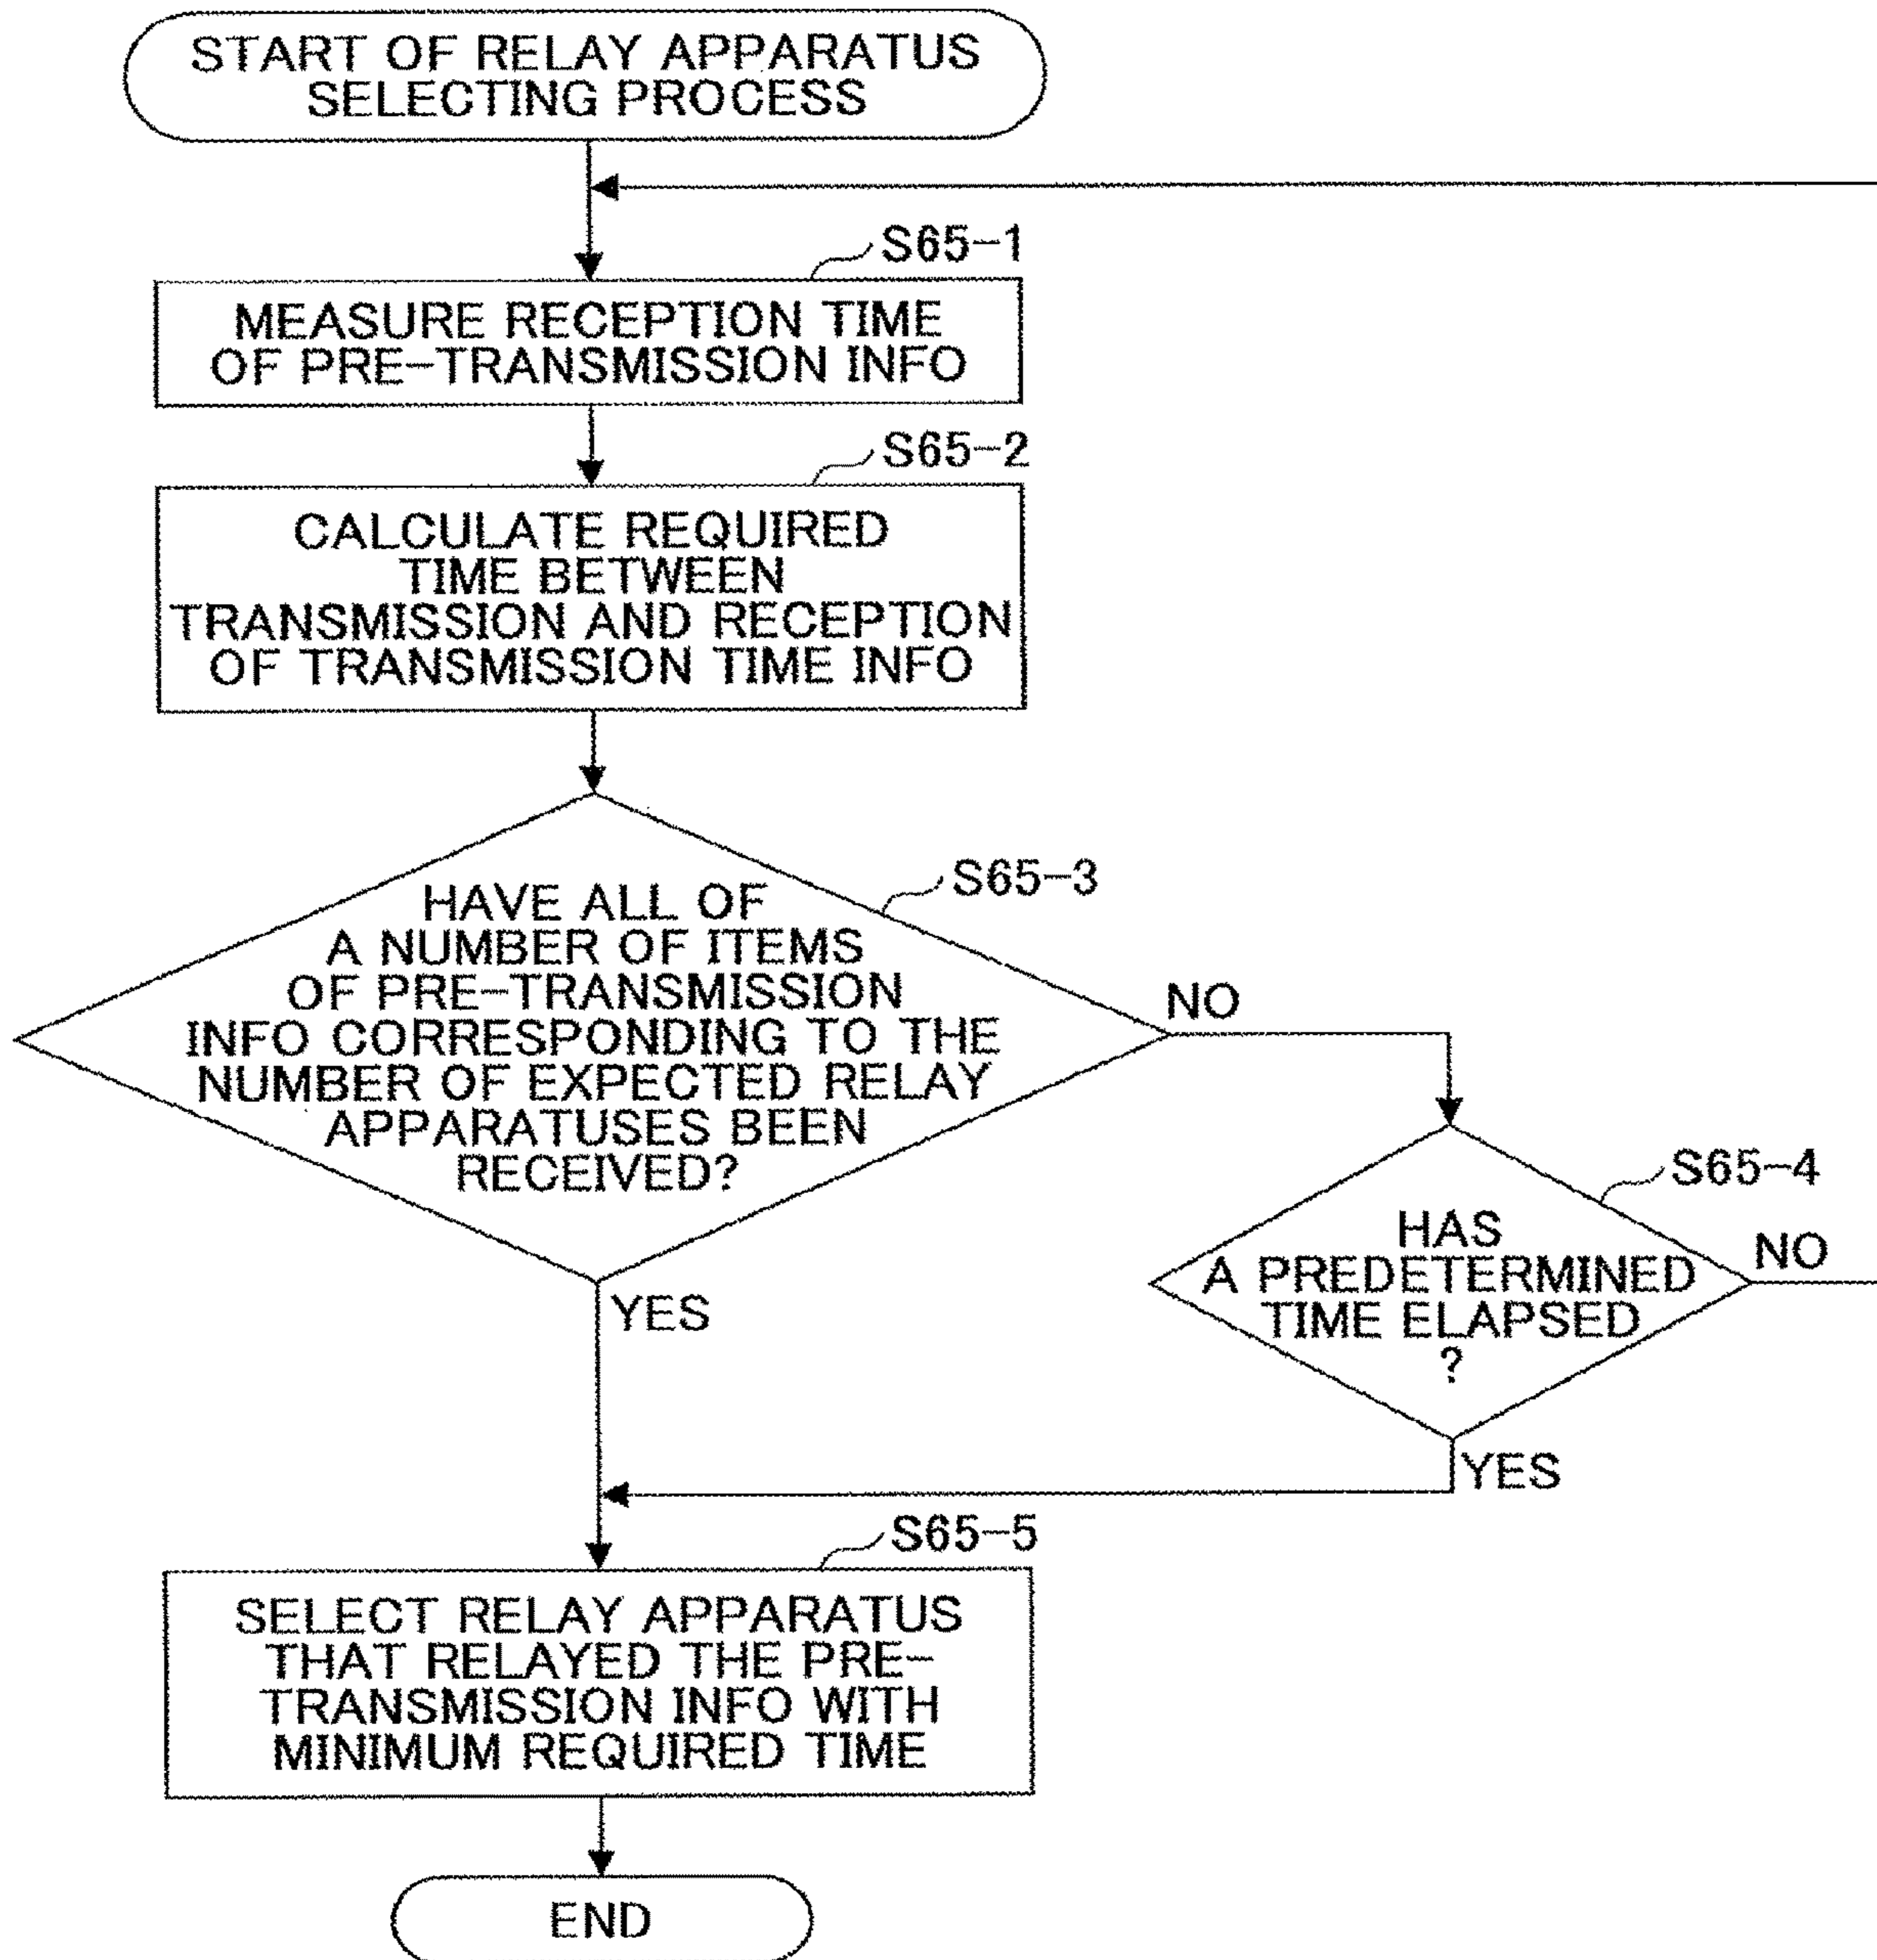 START OF RELAY APPARATUS
SELECTING PROCESS
S65-1
MEASURE RECEPTION TIME
OF PRE-TRANSMISSION INFO
S65-2
CALCULATE REQUIRED
TIME BETWEEN
TRANSMISSION AND RECEPTION
OF TRANSMISSION TIME INFO
S65-3
HAVE ALL OF
A NUMBER OF ITEMS
OF PRE-TRANSMISSION
INFO CORRESPONDING TO THE
NUMBER OF EXPECTED RELAY
APPARATUSES BEEN
RECEIVED?
NO
YES
S65-4
HAS
A PREDETERMINED
TIME ELAPSED
?
NO
YES
S65-5
SELECT RELAY APPARATUS
THAT RELAYED THE PRE-
TRANSMISSION INFO WITH
MINIMUM REQUIRED TIME
END